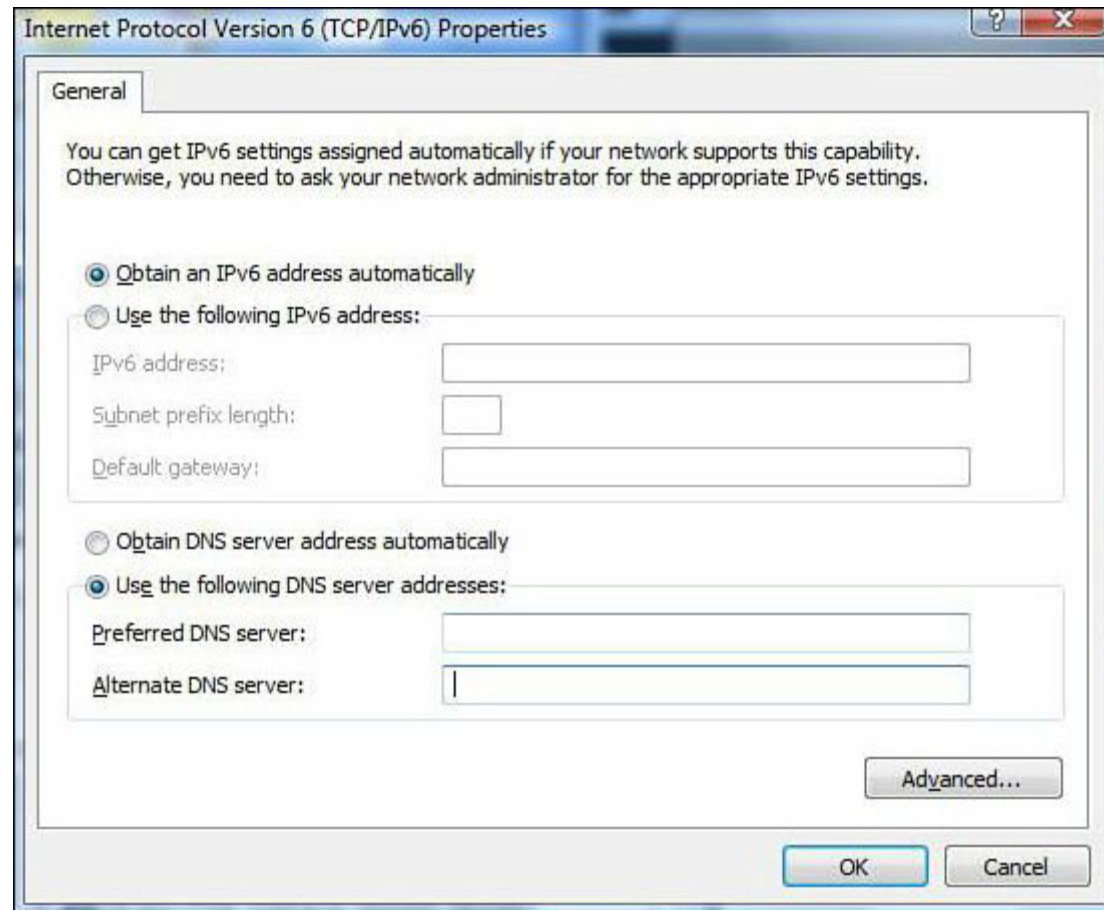 Internet Protocol Version 6 (TCP/IPv6) Properties
?
General
You can get IPv6 settings assigned automatically if your network supports this capability.
Otherwise, you need to ask your network administrator for the appropriate IPv6 settings.
Obtain an IPv6 address automatically
Use the following IPv6 address:
IPv6 address:
Subnet prefix length:
Default gateway:
Obtain DNS server address automatically
Use the following DNS server addresses:
Preferred DNS server:
Alternate DNS server:
Advanced...
OK Cancel